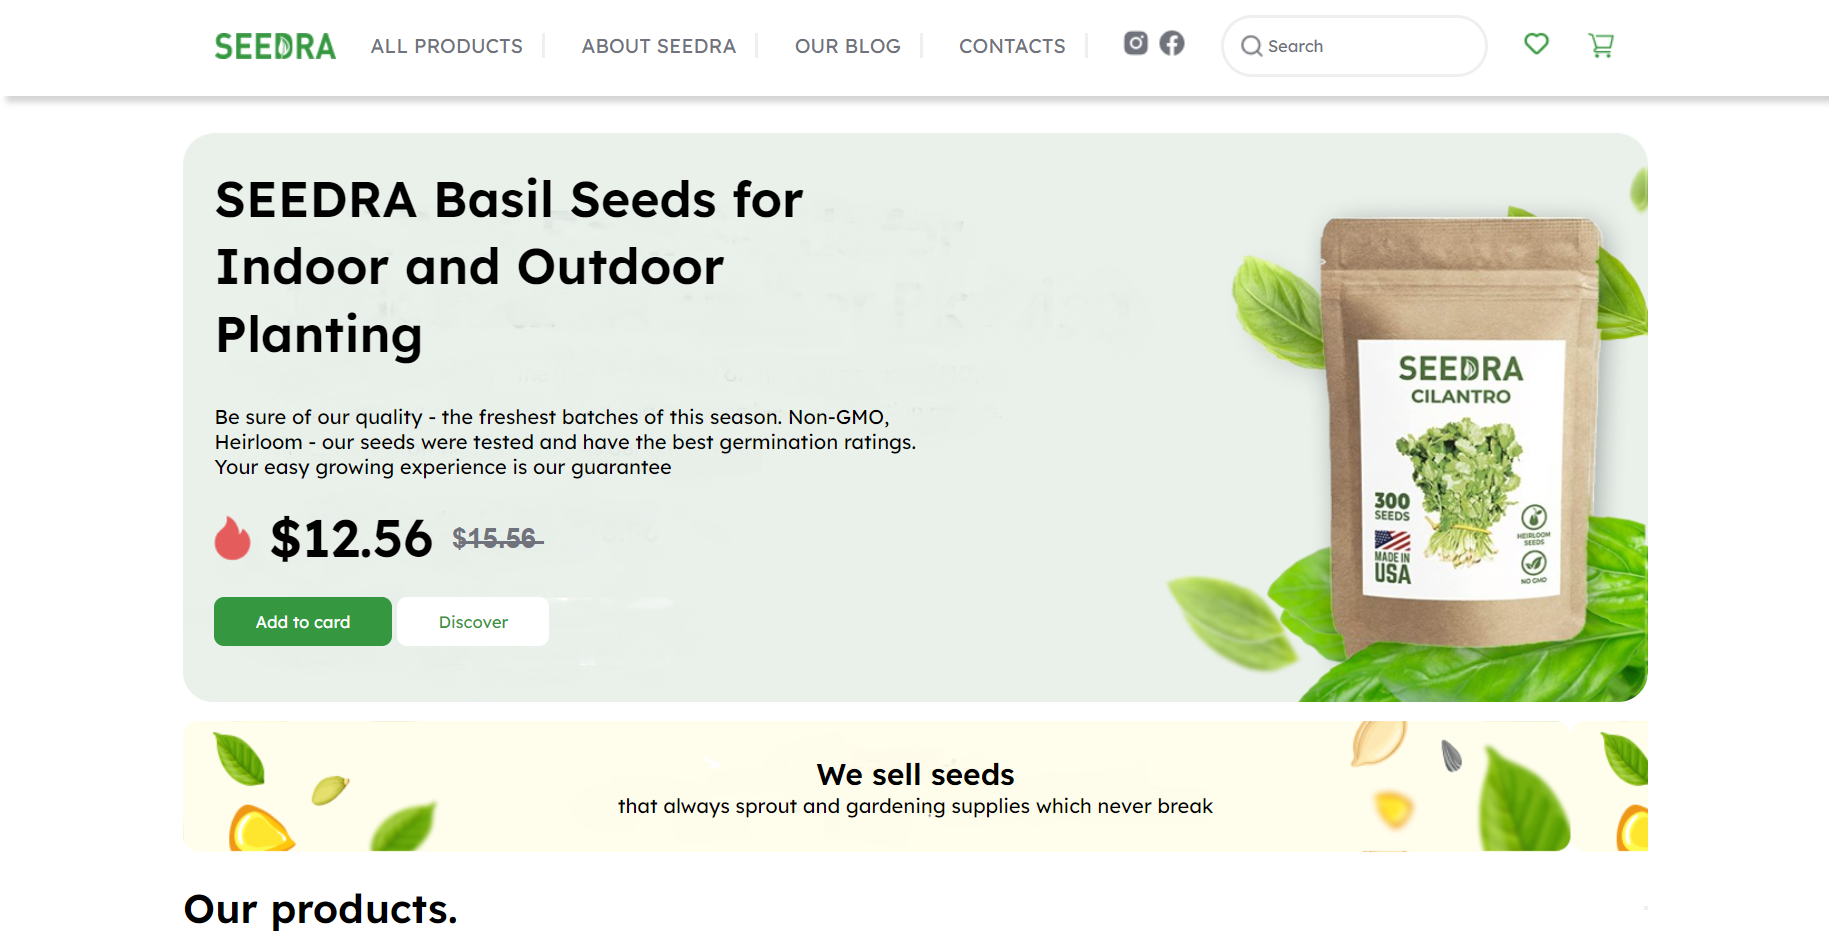 SEEDRA
ALL PRODUCTS
ABOUT SEEDRA
OUR BLOG
CONTACTS
Search
SEEDRA Basil Seeds for
Indoor and Outdoor
Planting
Be sure of our quality - the freshest batches of this season. Non-GMO,
Heirloom - our seeds were tested and have the best germination ratings.
Your easy growing experience is our guarantee
$12.56 $15.56
Add to card
Discover
SEEDRA
CILANTRO
300
SEEDS
MADE IN
USA
HEIRLOOM
SEEDS
NO GMO
We sell seeds
that always sprout and gardening supplies which never break
Our products.